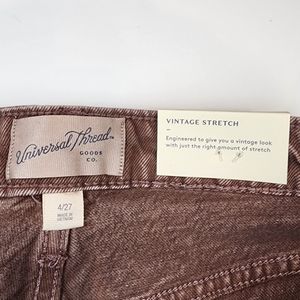 Universal Thread
GOODS
CO.
VINTAGE STRETCH
Engineered to give you a vintage look
with just the right amount of stretch
4/27
MADE IN
VIETNAM